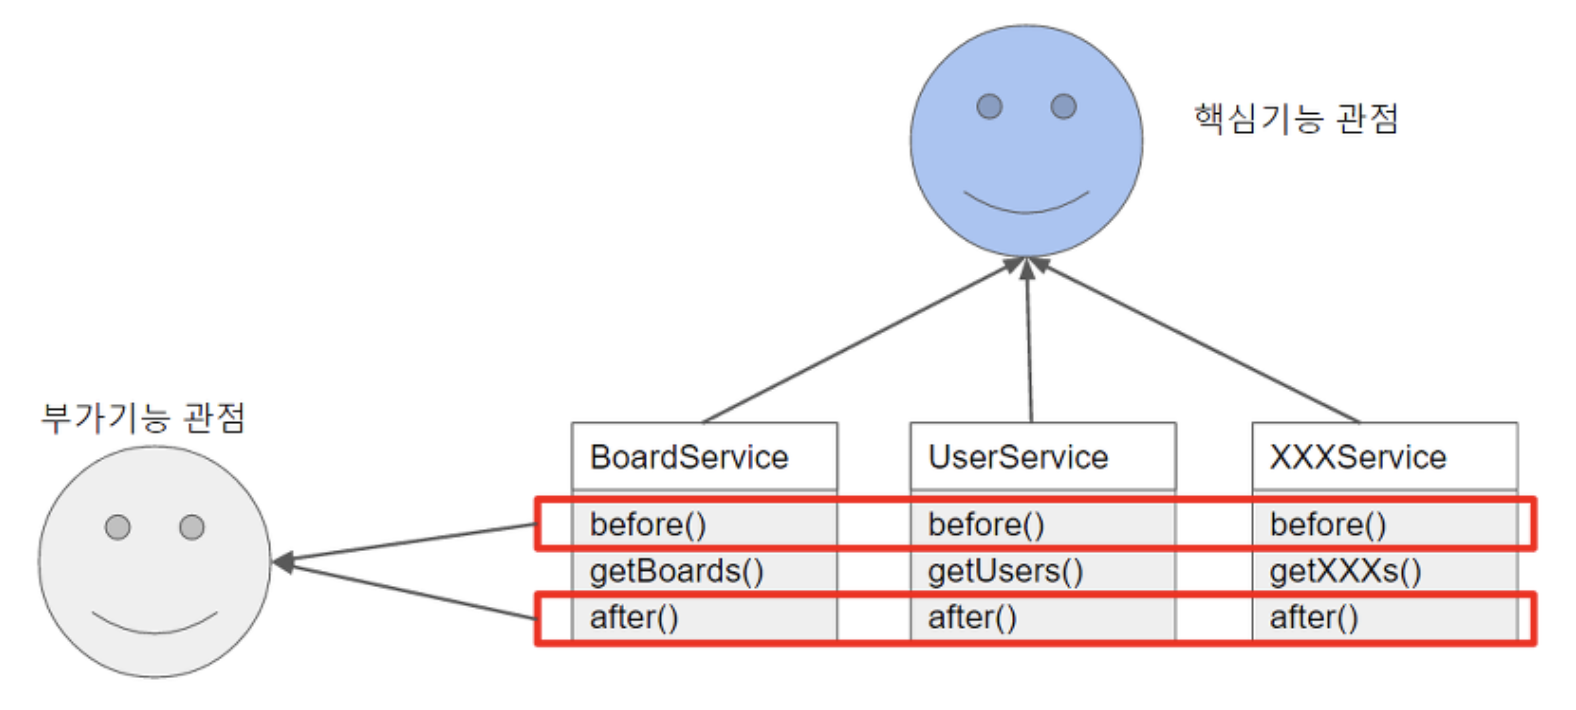 핵심기능 관점
부가기능 관점
BoardService
before()
getBoards()
after()
UserService
before()
getUsers()
after()
XXXService
before()
getXXXs()
after()